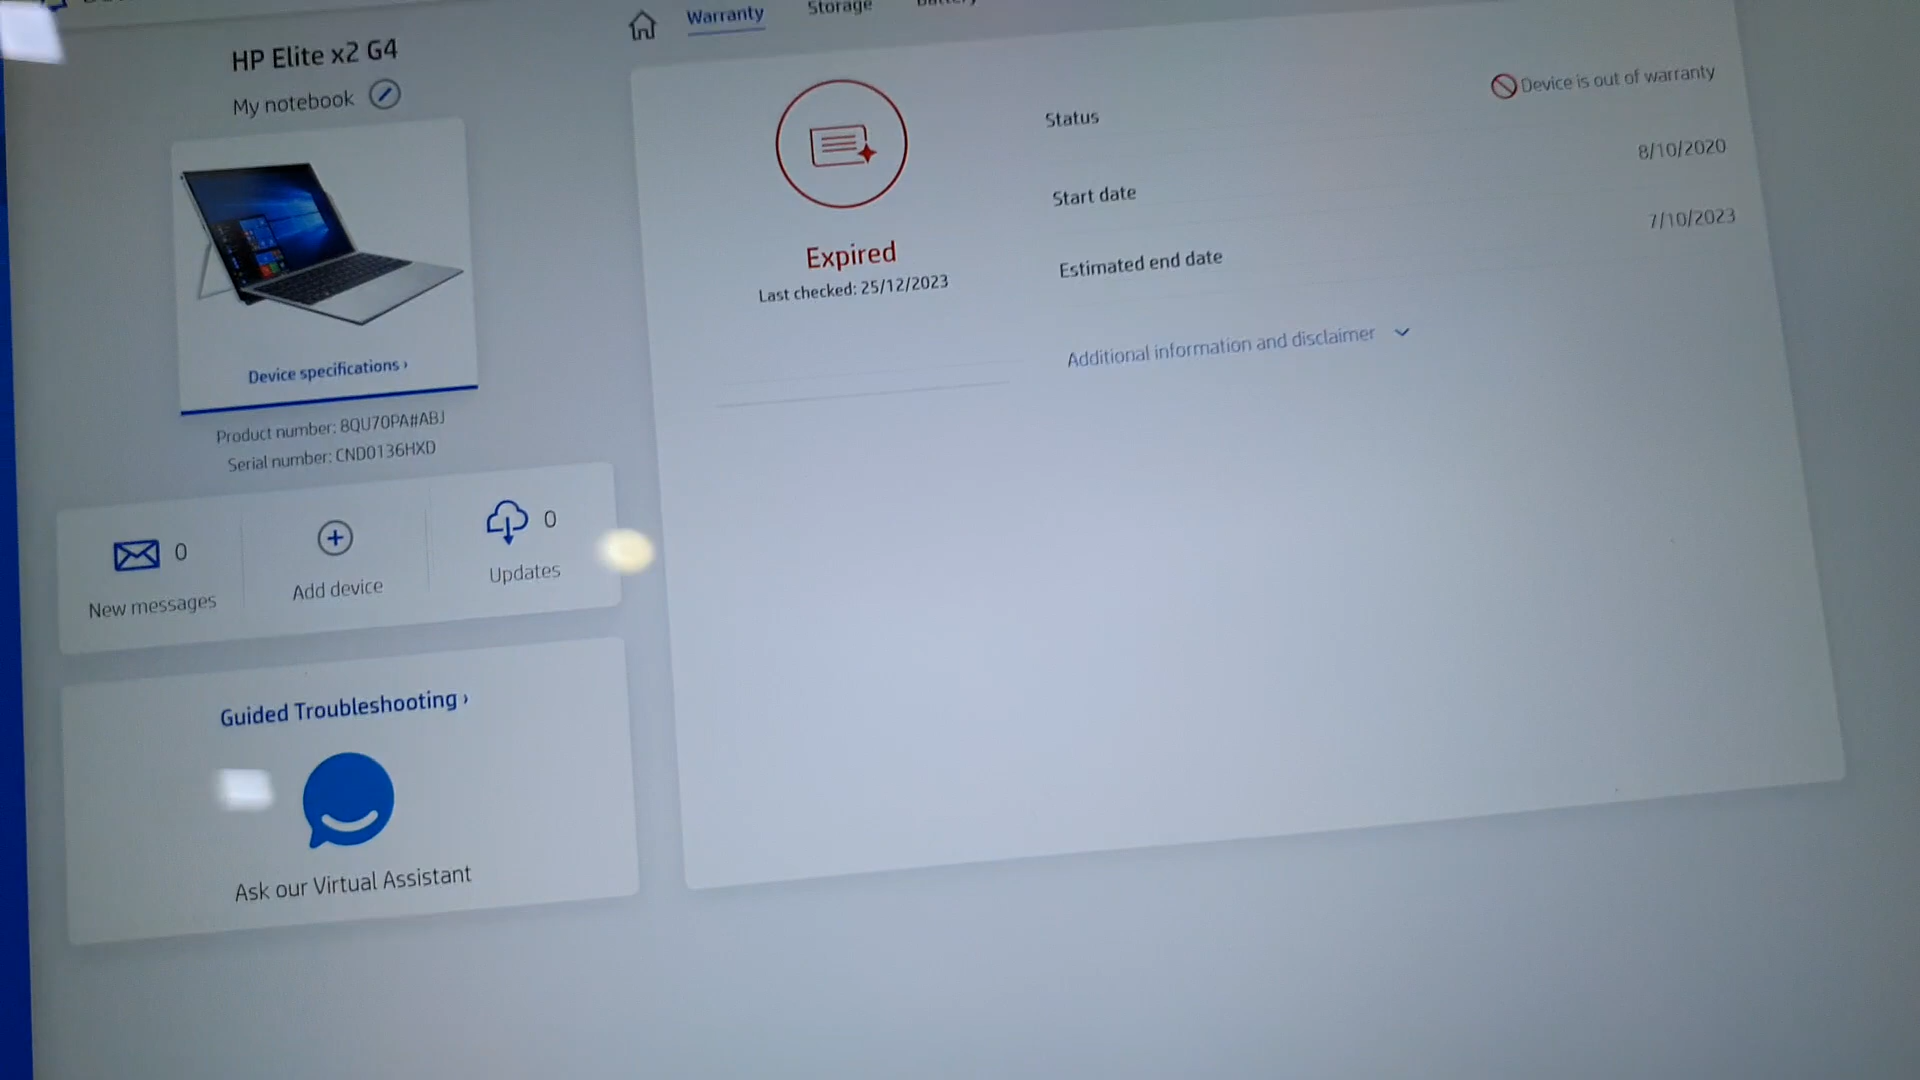 HP Elite x2 G4
My notebook
Device specifications ›
Product number: 8QU70PA#ABJ
Serial number: CND0136HXD
0
New messages
Add device
0
Updates
Guided Troubleshooting ›
Ask our Virtual Assistant
Warranty
Storage
Battery
Expired
Last checked: 25/12/2023
Status
Device is out of warranty
Start date
8/10/2020
Estimated end date
7/10/2023
Additional information and disclaimer